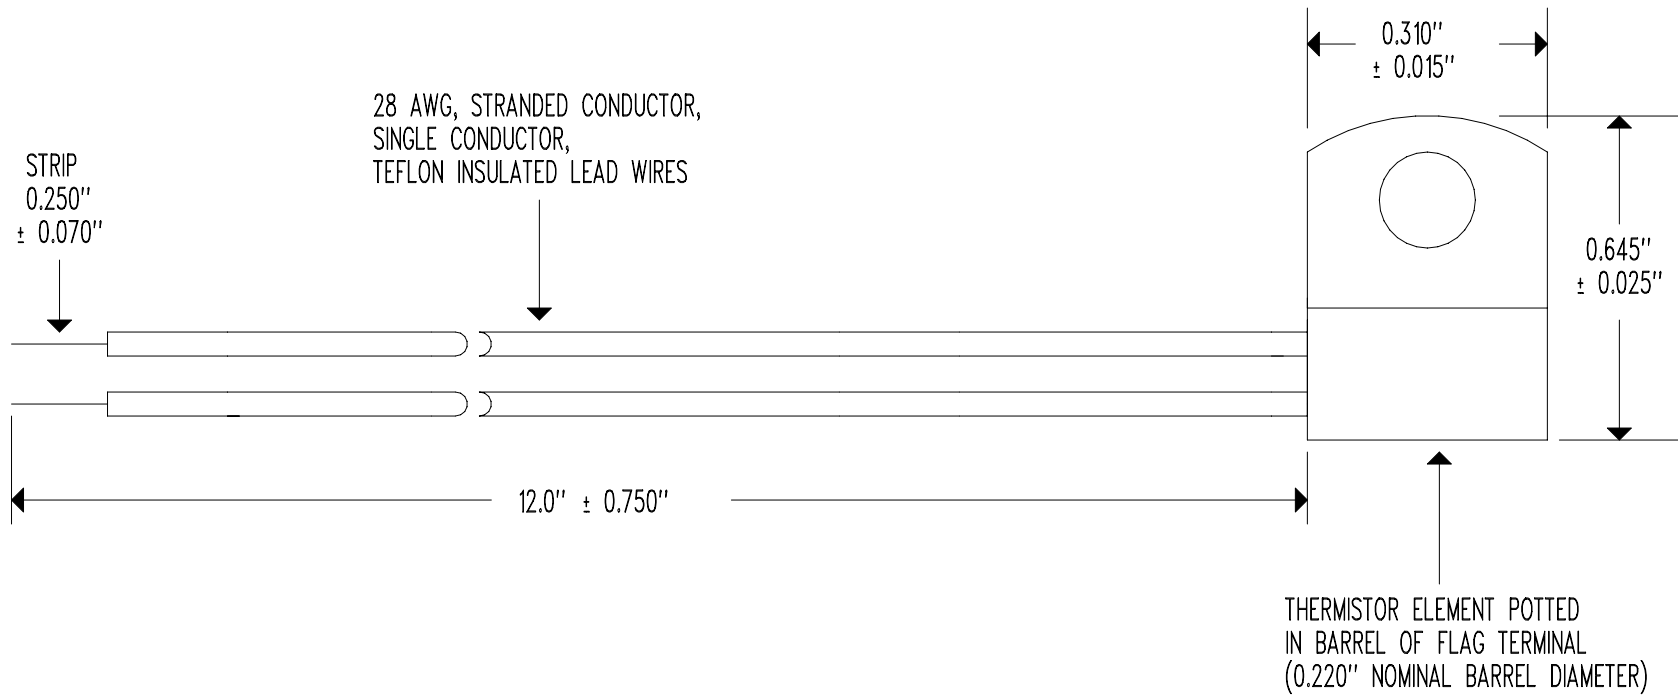 0.310"
± 0.015"
28 AWG, STRANDED CONDUCTOR,
SINGLE CONDUCTOR,
TEFLON INSULATED LEAD WIRES
STRIP
0.250"
± 0.070"
0.645"
± 0.025"
12.0" ± 0.750"
THERMISTOR ELEMENT POTTED
IN BARREL OF FLAG TERMINAL
(0.220" NOMINAL BARREL DIAMETER)